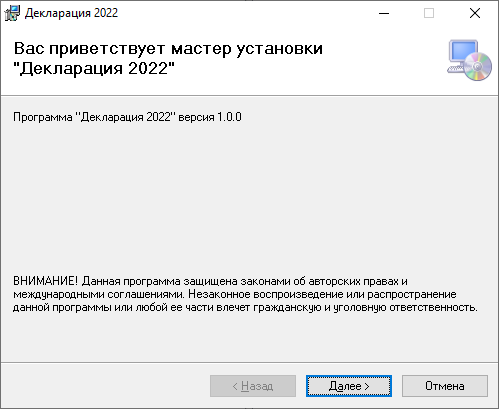 Декларация 2022
Вас приветствует мастер установки
"Декларация 2022"
Программа "Декларация 2022" версия 1.0.0
ВНИМАНИЕ! Данная программа защищена законами об авторских правах и
международными соглашениями. Незаконное воспроизведение или распространение
данной программы или любой ее части влечет гражданскую и уголовную ответственность.
< Назад
Далее >
Отмена